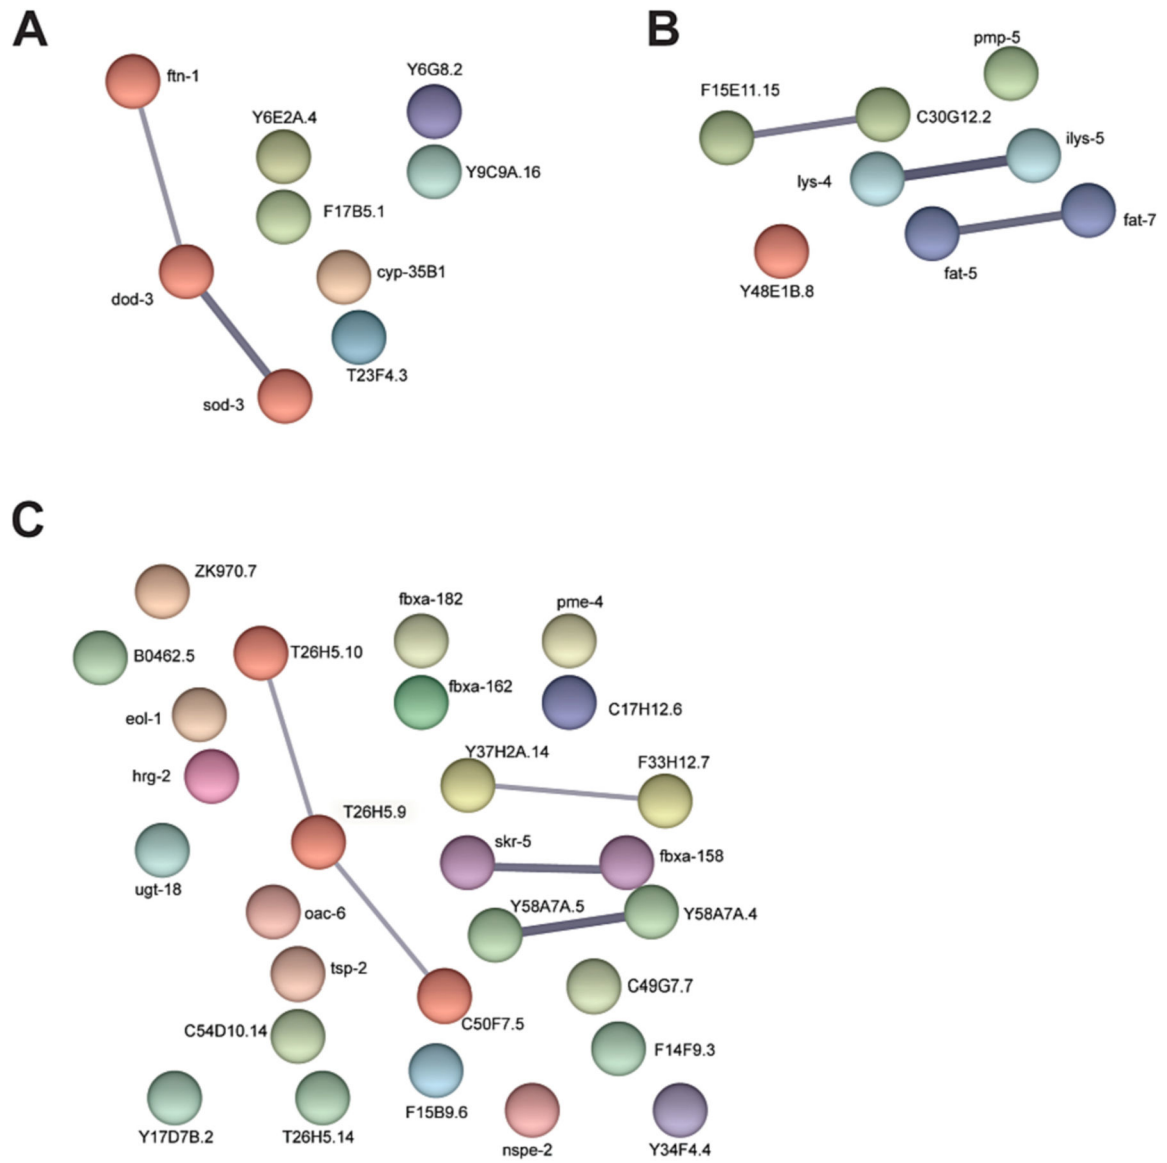 A
ftn-1
Y6G8.2
Y6E2A.4
Y9C9A.16
F17B5.1
cyp-35B1
dod-3
T23F4.3
sod-3
B
pmp-5
F15E11.15
C30G12.2
ilys-5
lys-4
fat-7
fat-5
Y48E1B.8
C
ZK970.7
fbxa-182
pme-4
B0462.5
T26H5.10
fbxa-162
C17H12.6
eol-1
Y37H2A.14
F33H12.7
hrg-2
T26H5.9
skr-5
fbxa-158
ugt-18
oac-6
Y58A7A.5
Y58A7A.4
tsp-2
C49G7.7
C54D10.14
C50F7.5
F14F9.3
F15B9.6
Y17D7B.2
T26H5.14
nspe-2
Y34F4.4